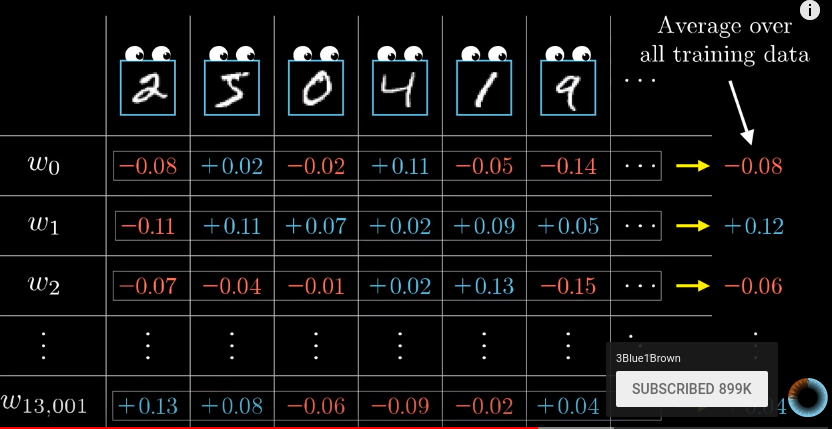 i
Average over
all training data
2 5 0 4 1 9 ...
w0 −0.08 +0.02 −0.02 +0.11 −0.05 −0.14 ... → −0.08
w1 −0.11 +0.11 +0.07 +0.02 +0.09 +0.05 ... → +0.12
w2 −0.07 −0.04 −0.01 +0.02 +0.13 −0.15 ... → −0.06
⋮ ⋮ ⋮ ⋮ ⋮ ⋮ ⋮ ⋮
3Blue1Brown
SUBSCRIBED 899K
w13,001 +0.13 +0.08 −0.06 −0.09 −0.02 +0.04